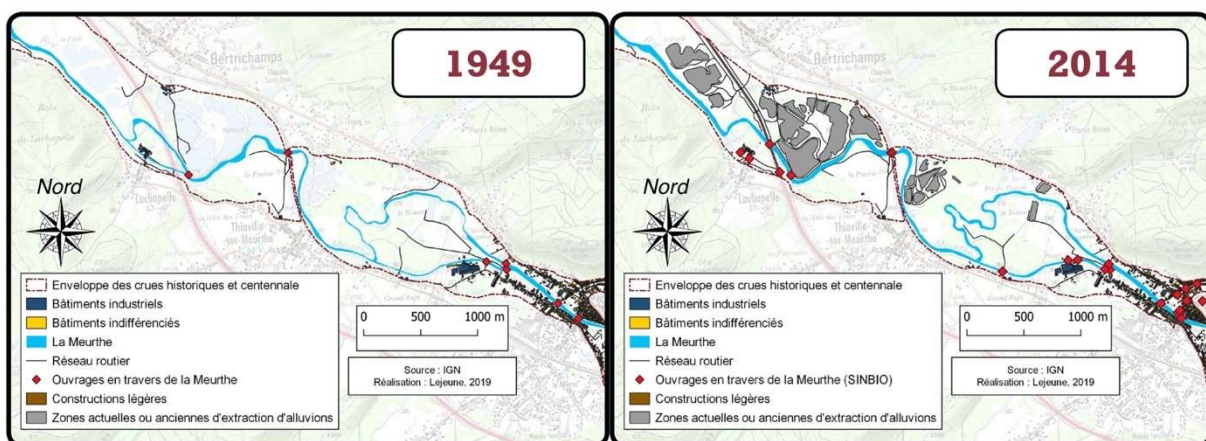 1949
Bertrichamps
Lachapelle
Thiaville
sur-Meurthe
Nord
Enveloppe des crues historiques et centennale
Bâtiments industriels
Bâtiments indifférenciés
La Meurthe
Réseau routier
Ouvrages en travers de la Meurthe
Constructions légères
Zones actuelles ou anciennes d'extraction d'alluvions
0 500 1000 m
Source : IGN
Réalisation : Lejeune, 2019
2014
Bertrichamps
Lachapelle
Thiaville
sur-Meurthe
Nord
Enveloppe des crues historiques et centennale
Bâtiments industriels
Bâtiments indifférenciés
La Meurthe
Réseau routier
Ouvrages en travers de la Meurthe (SINBIO)
Constructions légères
Zones actuelles ou anciennes d'extraction d'alluvions
0 500 1000 m
Source : IGN
Réalisation : Lejeune, 2019